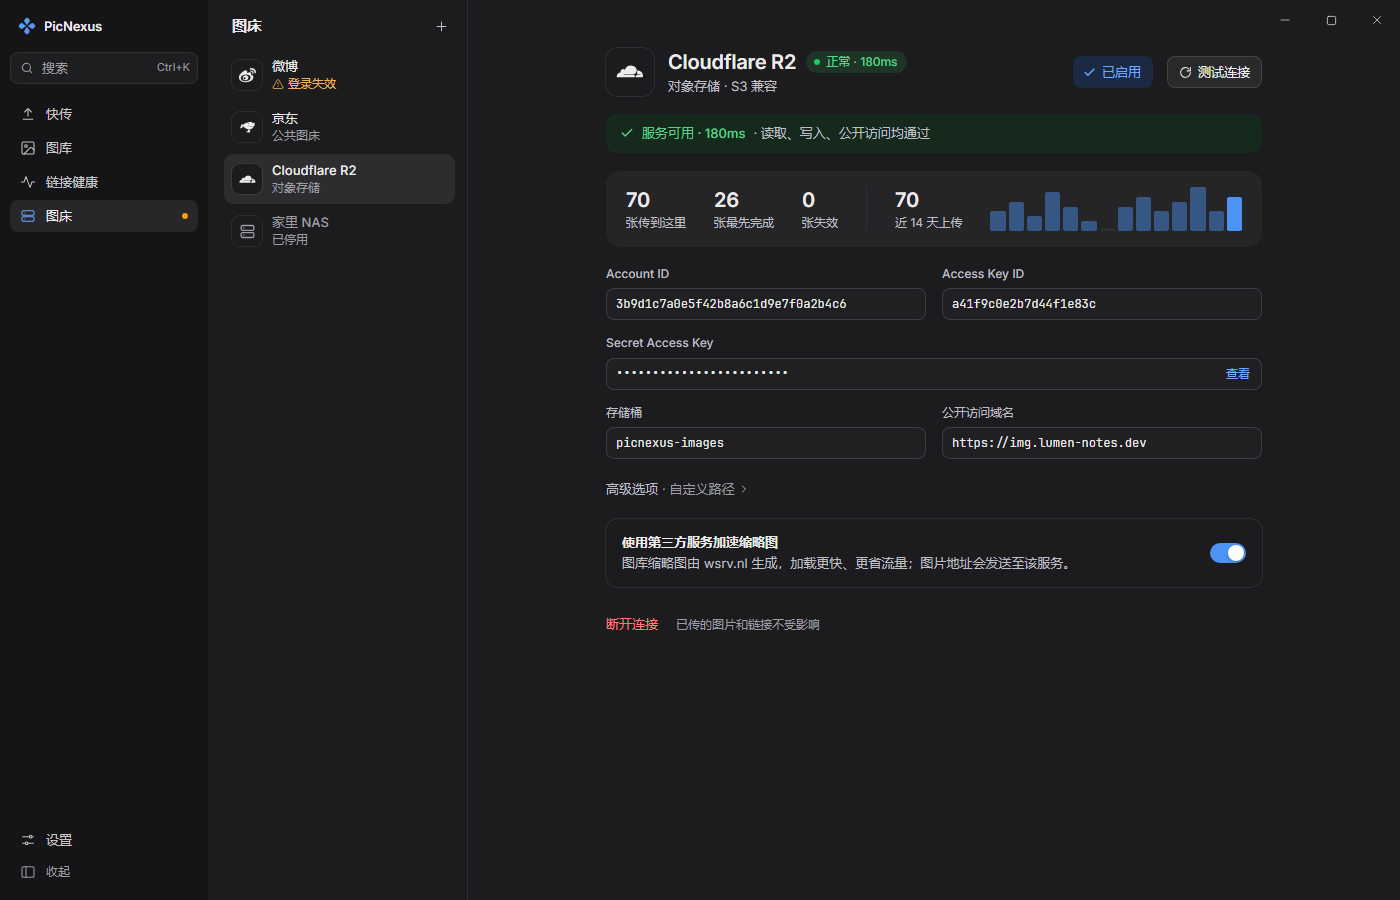 PicNexus
搜索 Ctrl+K
快传
图库
链接健康
图床
设置
收起
图床
微博
登录失效
京东
公共图床
Cloudflare R2
对象存储
家里 NAS
已停用
Cloudflare R2 正常 · 180ms
对象存储 · S3 兼容
已启用 测试连接
服务可用 · 180ms · 读取、写入、公开访问均通过
70 26 0 70
张传到这里 张最先完成 张失效 近 14 天上传
Account ID Access Key ID
3b9d1c7a0e5f42b8a6c1d9e7f0a2b4c6 a41f9c0e2b7d44f1e83c
Secret Access Key
•••••••••••••••••••••••• 查看
存储桶 公开访问域名
picnexus-images https://img.lumen-notes.dev
高级选项 · 自定义路径
使用第三方服务加速缩略图
图库缩略图由 wsrv.nl 生成，加载更快、更省流量；图片地址会发送至该服务。
断开连接 已传的图片和链接不受影响